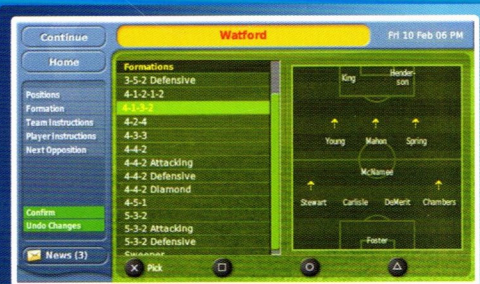 Continue
Watford
Fri 10 Feb 06 PM
Home
Positions
Formation
Team Instructions
Player Instructions
Next Opposition
Confirm
Undo Changes
News (3)
Formations
3-5-2 Defensive
4-1-2-1-2
4-1-3-2
4-2-4
4-3-3
4-4-2
4-4-2 Attacking
4-4-2 Defensive
4-4-2 Diamond
4-5-1
5-3-2
5-3-2 Attacking
5-3-2 Defensive
Sweeper
Pick
King
Hender-
son
Young Mahon Spring
McNamee
Stewart Carlisle DeMerit Chambers
Foster